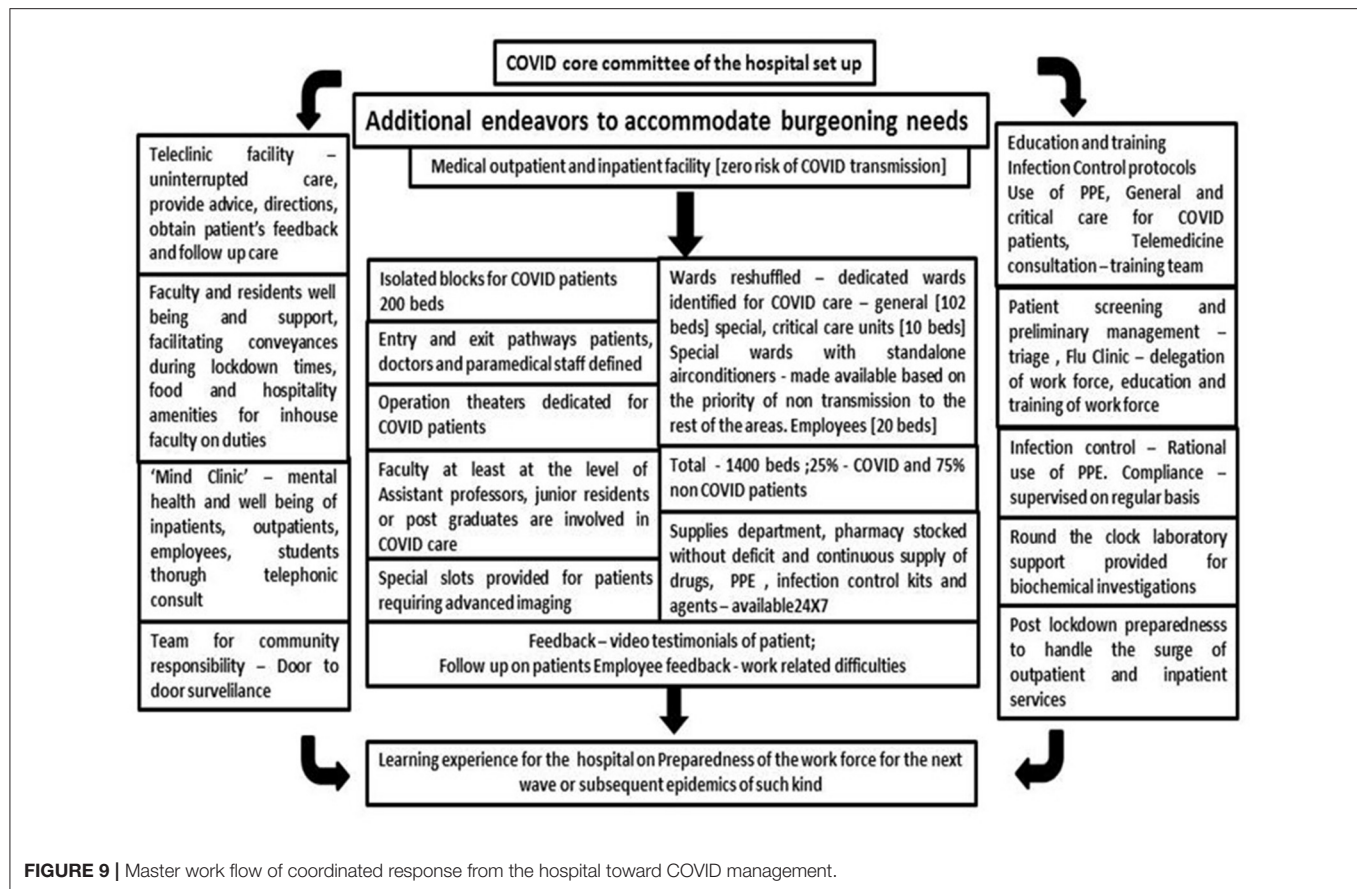 COVID core committee of the hospital set up
Additional endeavors to accommodate burgeoning needs
Medical outpatient and inpatient facility [zero risk of COVID transmission]
Teleclinic facility –
uninterrupted care,
provide advice, directions,
obtain patient's feedback
and follow up care
Faculty and residents well
being and support,
facilitating conveyances
during lockdown times,
food and hospitality
amenities for inhouse
faculty on duties
'Mind Clinic' – mental
health and well being of
inpatients, outpatients,
employees, students
thorugh telephonic
consult
Team for community
responsibility – Door to
door survelilance
Isolated blocks for COVID patients
200 beds
Entry and exit pathways patients,
doctors and paramedical staff defined
Operation theaters dedicated for
COVID patients
Faculty at least at the level of
Assistant professors, junior residents
or post graduates are involved in
COVID care
Special slots provided for patients
requiring advanced imaging
Wards reshuffled – dedicated wards
identified for COVID care – general [102
beds] special, critical care units [10 beds]
Special wards with standalone
airconditioners - made available based on
the priority of non transmission to the
rest of the areas. Employees [20 beds]
Total - 1400 beds ;25% - COVID and 75%
non COVID patients
Supplies department, pharmacy stocked
without deficit and continuous supply of
drugs, PPE , infection control kits and
agents – available24X7
Feedback – video testimonials of patient;
Follow up on patients Employee feedback - work related difficulties
Education and training
Infection Control protocols
Use of PPE, General and
critical care for COVID
patients, Telemedicine
consultation – training team
Patient screening and
preliminary management –
triage , Flu Clinic – delegation
of work force, education and
training of work force
Infection control – Rational
use of PPE. Compliance –
supervised on regular basis
Round the clock laboratory
support provided for
biochemical investigations
Post lockdown preparednesss
to handle the surge of
outpatient and inpatient
services
Learning experience for the hospital on Preparedness of the work force for the next
wave or subsequent epidemics of such kind
FIGURE 9 | Master work flow of coordinated response from the hospital toward COVID management.